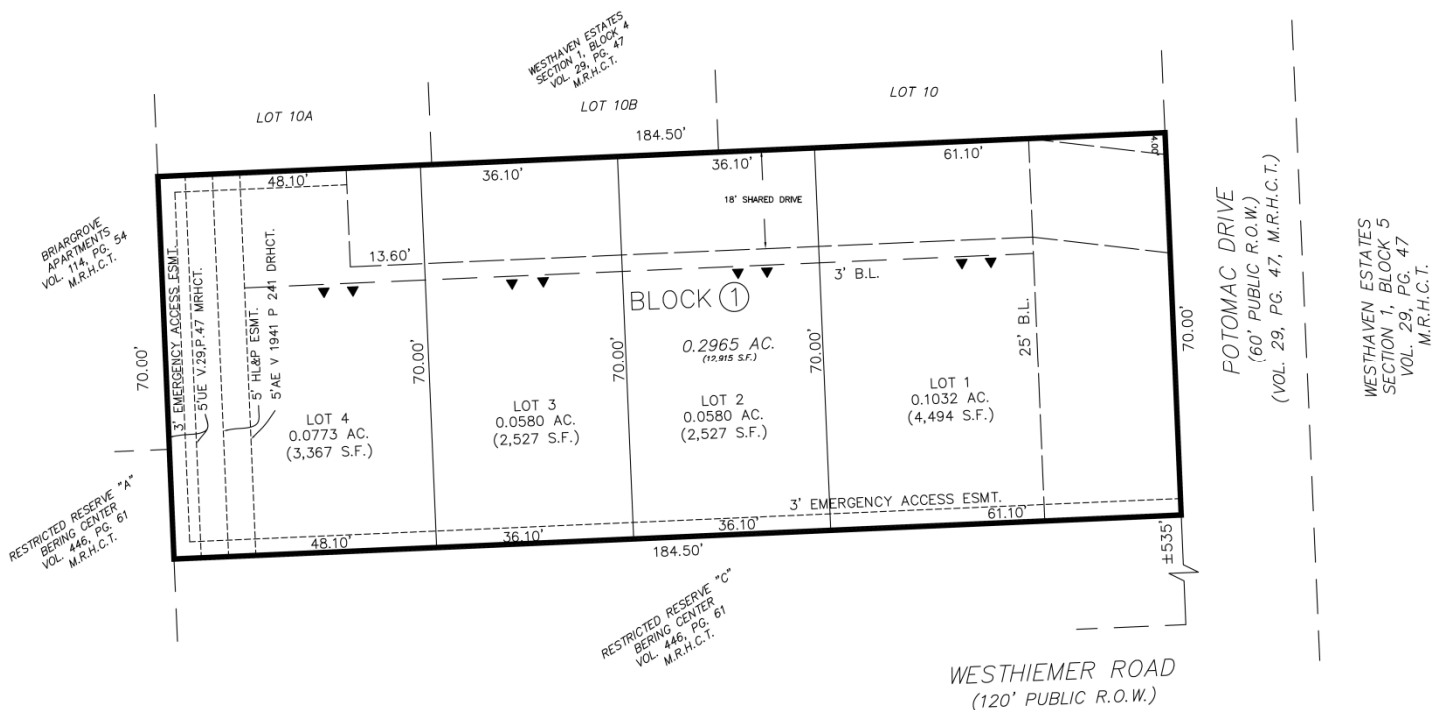 WESTHAVEN ESTATES
SECTION 1, BLOCK 4
VOL. 29, PG. 47
M.R.H.C.T.
LOT 10A
LOT 10B
LOT 10
184.50'
48.10'
36.10'
36.10'
61.10'
4.00'
18' SHARED DRIVE
13.60'
3' B.L.
BRIARGROVE
APARTMENTS
VOL. 114, PG. 54
M.R.H.C.T.
70.00'
3' EMERGENCY ACCESS ESMT.
5'UE V.29,P.47 MRHCT.
5' HL&P ESMT.
5'AE V 1941 P 241 DRHCT.
BLOCK 1
0.2965 AC.
(12,915 S.F.)
70.00'
70.00'
70.00'
25' B.L.
70.00'
LOT 4
0.0773 AC.
(3,367 S.F.)
LOT 3
0.0580 AC.
(2,527 S.F.)
LOT 2
0.0580 AC.
(2,527 S.F.)
LOT 1
0.1032 AC.
(4,494 S.F.)
3' EMERGENCY ACCESS ESMT.
48.10'
36.10'
36.10'
61.10'
184.50'
RESTRICTED RESERVE "A"
BERING CENTER
VOL. 446, PG. 61
M.R.H.C.T.
RESTRICTED RESERVE "C"
BERING CENTER
VOL. 446, PG. 61
M.R.H.C.T.
POTOMAC DRIVE
(60' PUBLIC R.O.W.)
(VOL. 29, PG. 47, M.R.H.C.T.)
WESTHAVEN ESTATES
SECTION 1, BLOCK 5
VOL. 29, PG. 47
M.R.H.C.T.
±535'
WESTHIEMER ROAD
(120' PUBLIC R.O.W.)